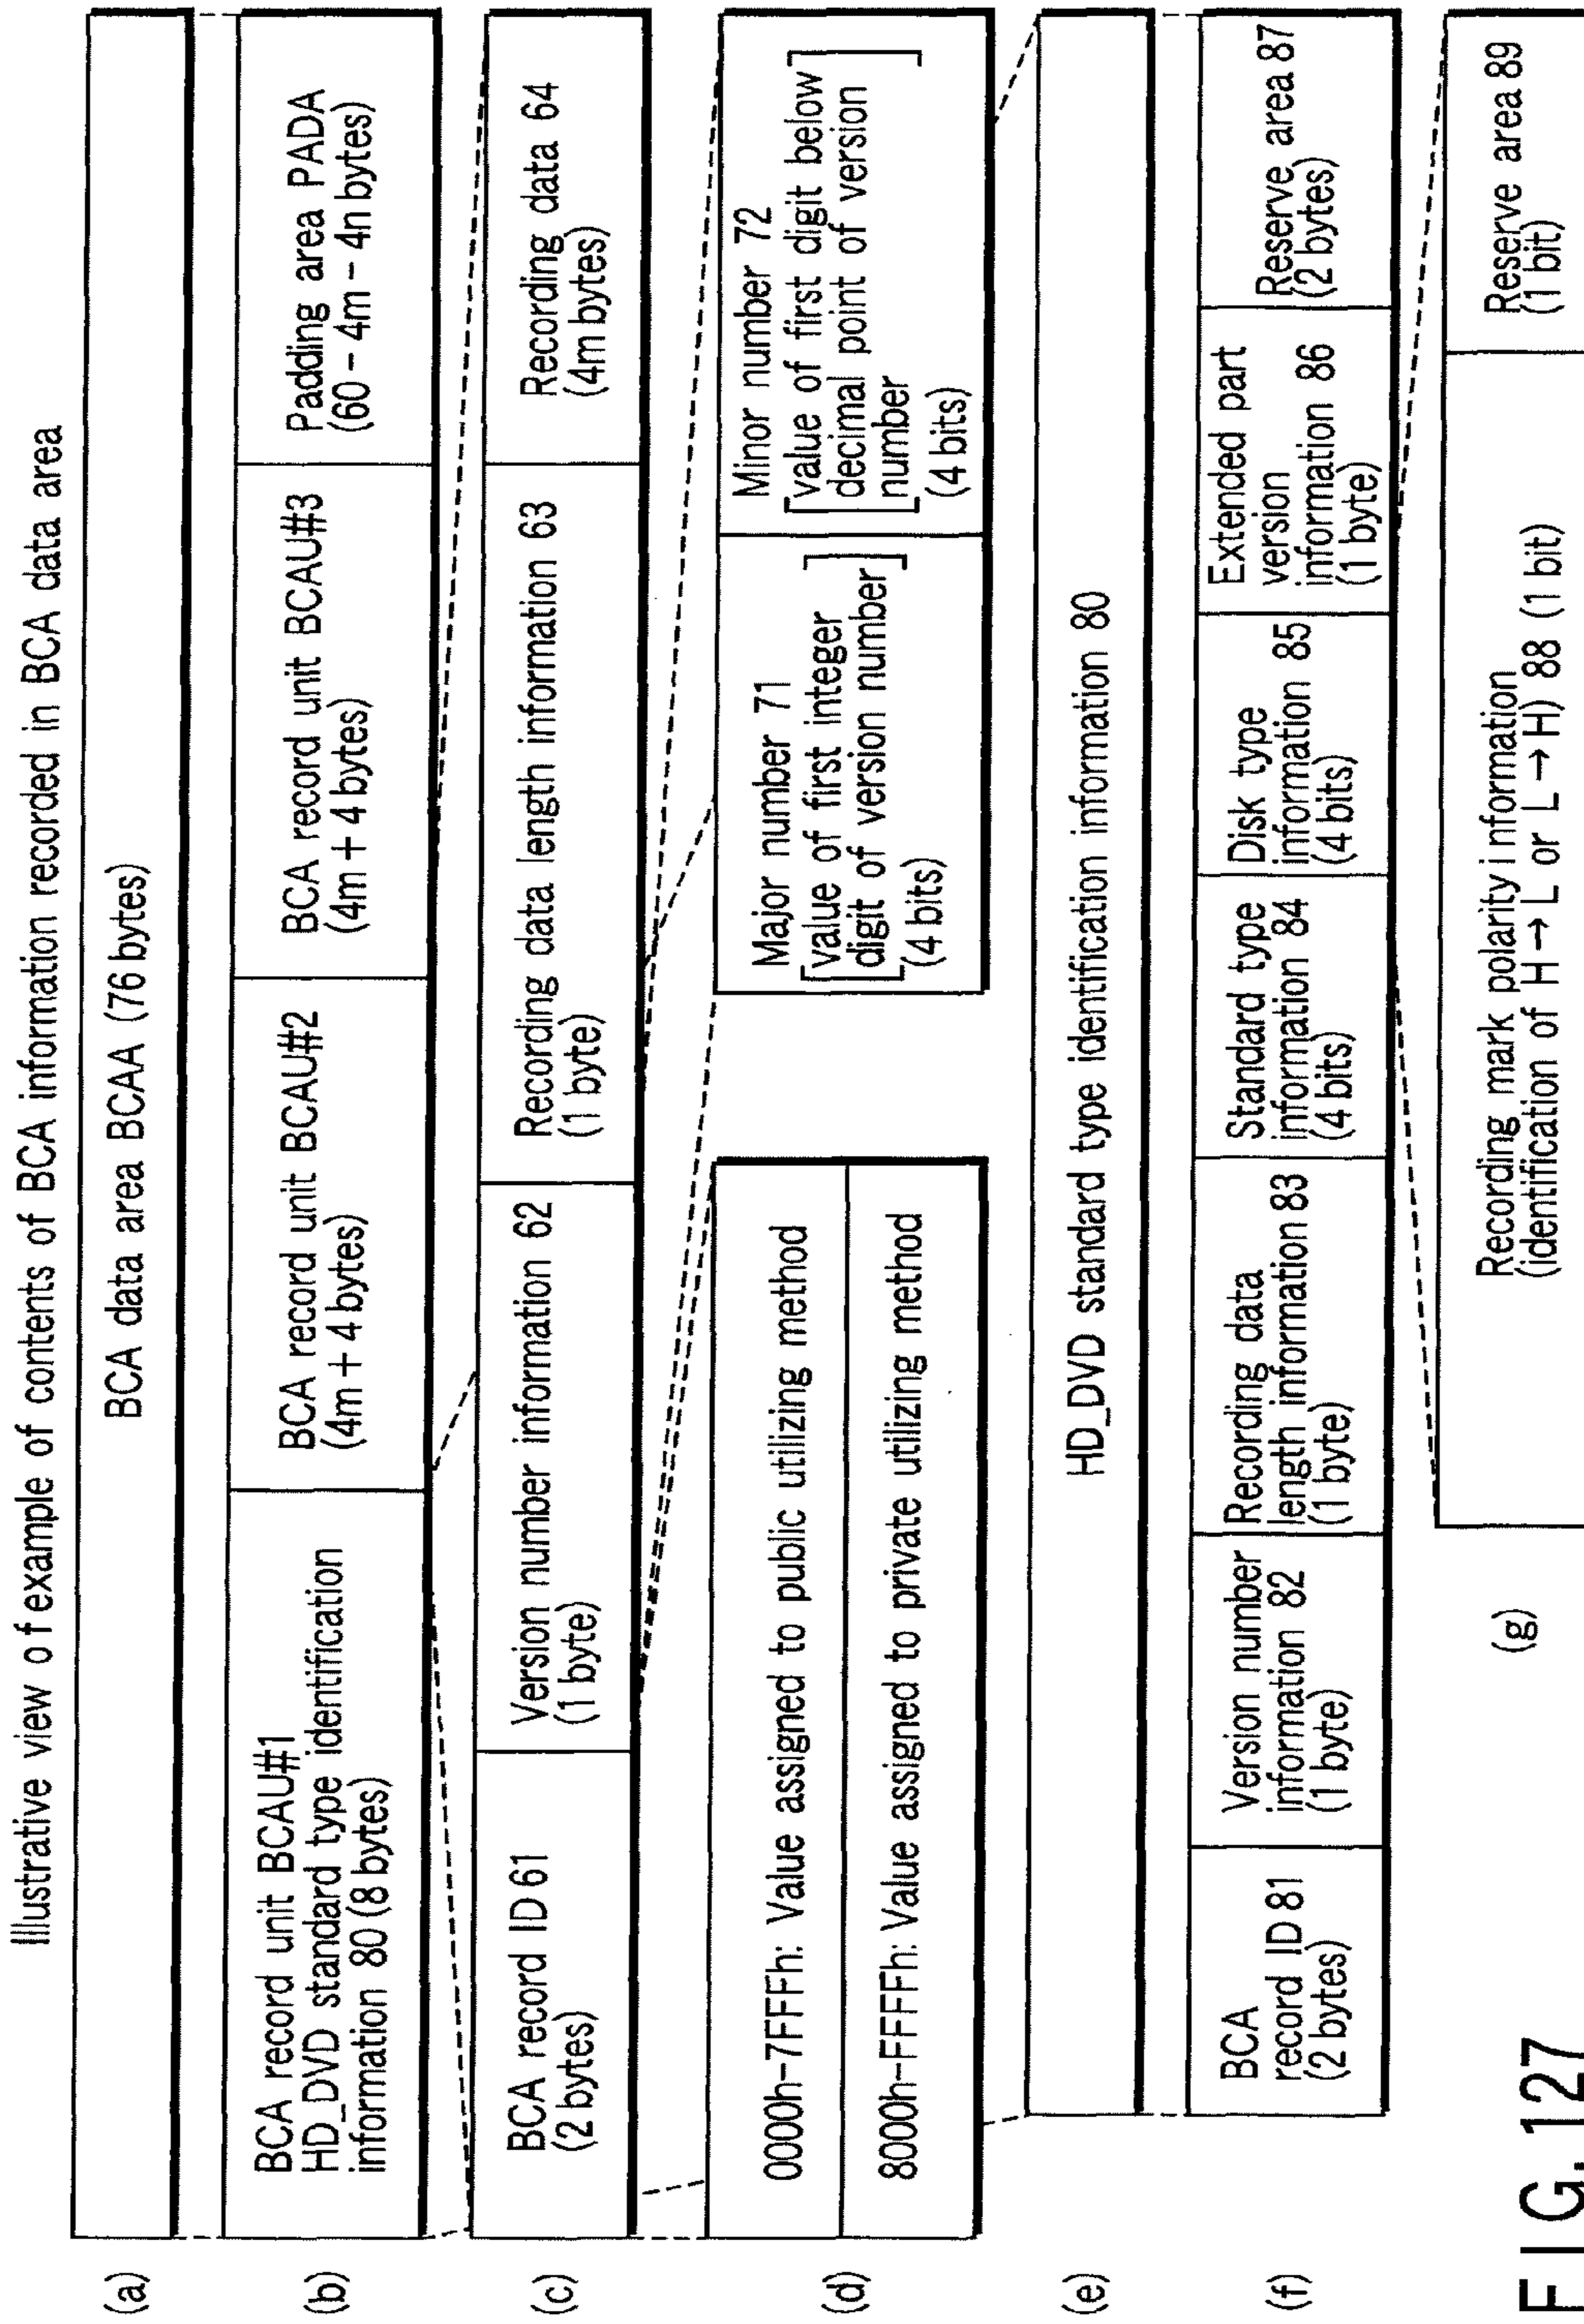 Illustrative view of example of contents of BCA information recorded in BCA data area
(a)
BCA data area BCAA (76 bytes)
(b)
BCA record unit BCAU#1
HD_DVD standard type identification
information 80 (8 bytes)
BCA record unit BCAU#2
(4m + 4 bytes)
BCA record unit BCAU#3
(4m + 4 bytes)
Padding area PADA
(60 – 4m – 4n bytes)
(c)
BCA record ID 61
(2 bytes)
Version number information 62
(1 byte)
Recording data length information 63
(1 byte)
Recording data 64
(4m bytes)
(d)
0000h–7FFFh: Value assigned to public utilizing method
8000h–FFFFh: Value assigned to private utilizing method
Major number 71
[value of first integer
digit of version number]
(4 bits)
Minor number 72
[value of first digit below
decimal point of version
number]
(4 bits)
(e)
HD_DVD standard type identification information 80
(f)
BCA
record ID 81
(2 bytes)
Version number
information 82
(1 byte)
Recording data
length information 83
(1 byte)
Standard type
information 84
(4 bits)
Disk type
information 85
(4 bits)
Extended part
version
information 86
(1 byte)
Reserve area 87
(2 bytes)
(g)
Recording mark polarity information
(identification of H → L or L → H) 88 (1 bit)
Reserve area 89
(1 bit)
FIG. 127